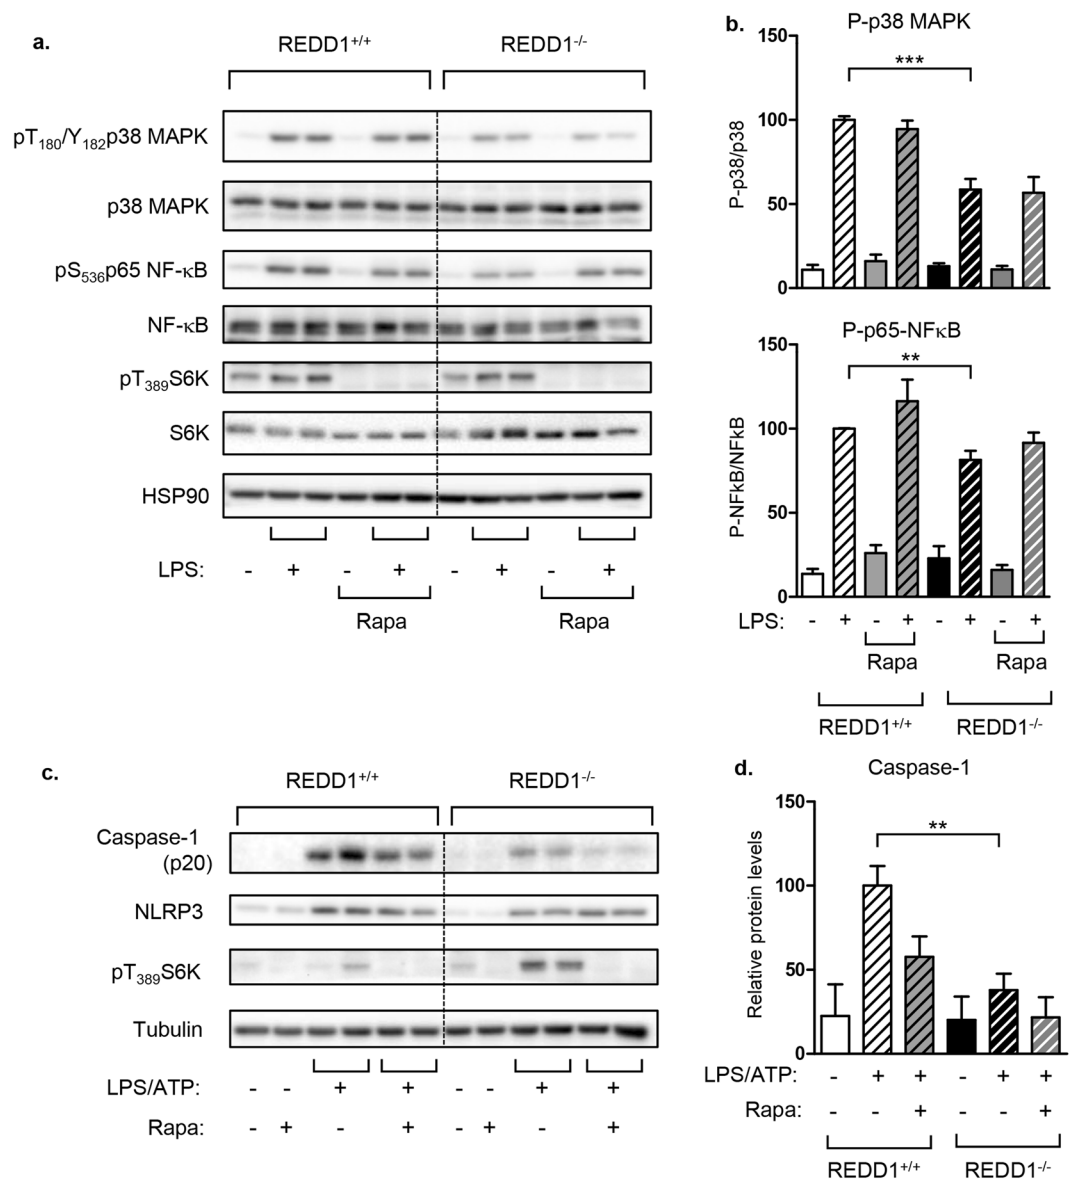 a.
REDD1+/+ REDD1-/-
pT180/Y182p38 MAPK
p38 MAPK
pS536p65 NF-κB
NF-κB
pT389S6K
S6K
HSP90
LPS: - + - + - + - +
Rapa Rapa
b.
P-p38 MAPK
P-p38/p38
150
100
50
0
***
P-p65-NFκB
P-NFkB/NFkB
150
100
50
0
**
LPS: - + - + - + - +
Rapa Rapa
REDD1+/+ REDD1-/-
c.
REDD1+/+ REDD1-/-
Caspase-1
(p20)
NLRP3
pT389S6K
Tubulin
LPS/ATP: - - + + - - + +
Rapa: - + - + - + - +
d.
Caspase-1
Relative protein levels
150
100
50
0
**
LPS/ATP: - + + - + +
Rapa: - - + - - +
REDD1+/+ REDD1-/-